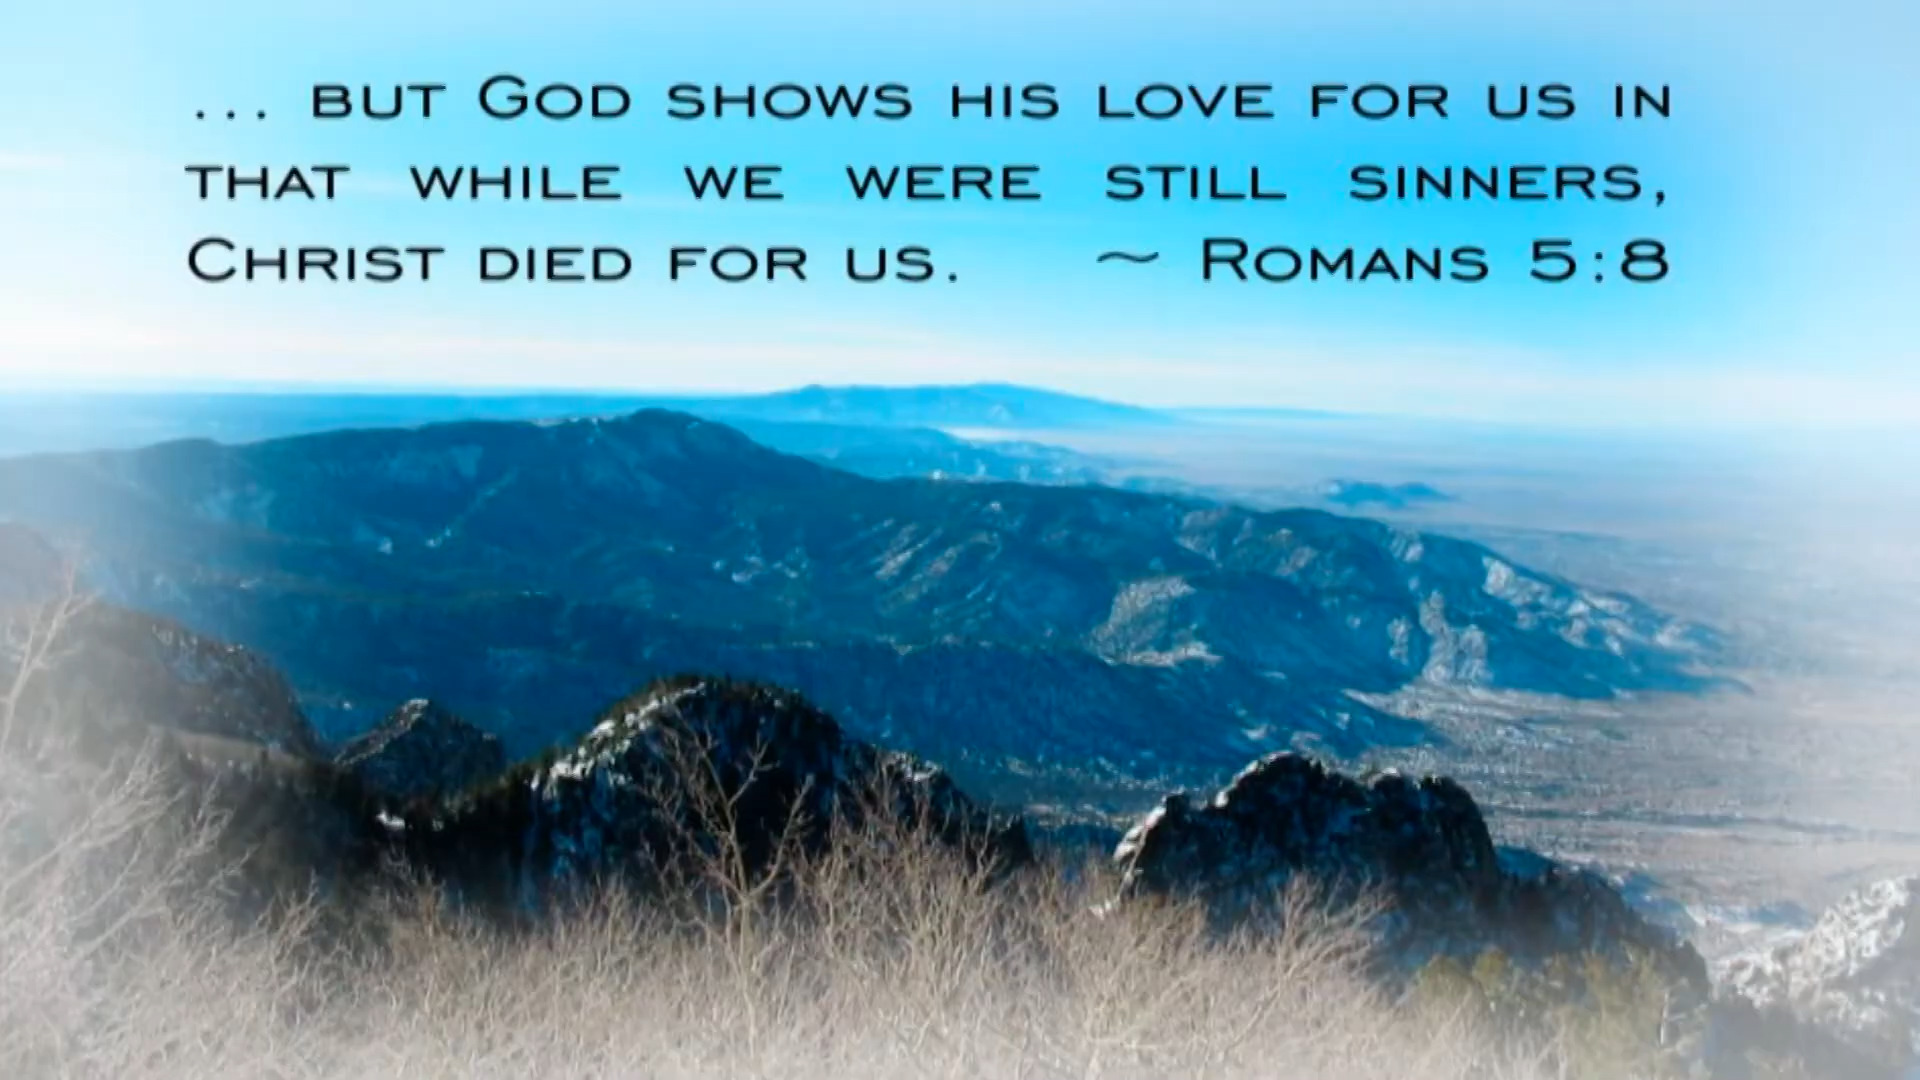 ... but God shows his love for us in
that while we were still sinners,
Christ died for us. ~ Romans 5:8